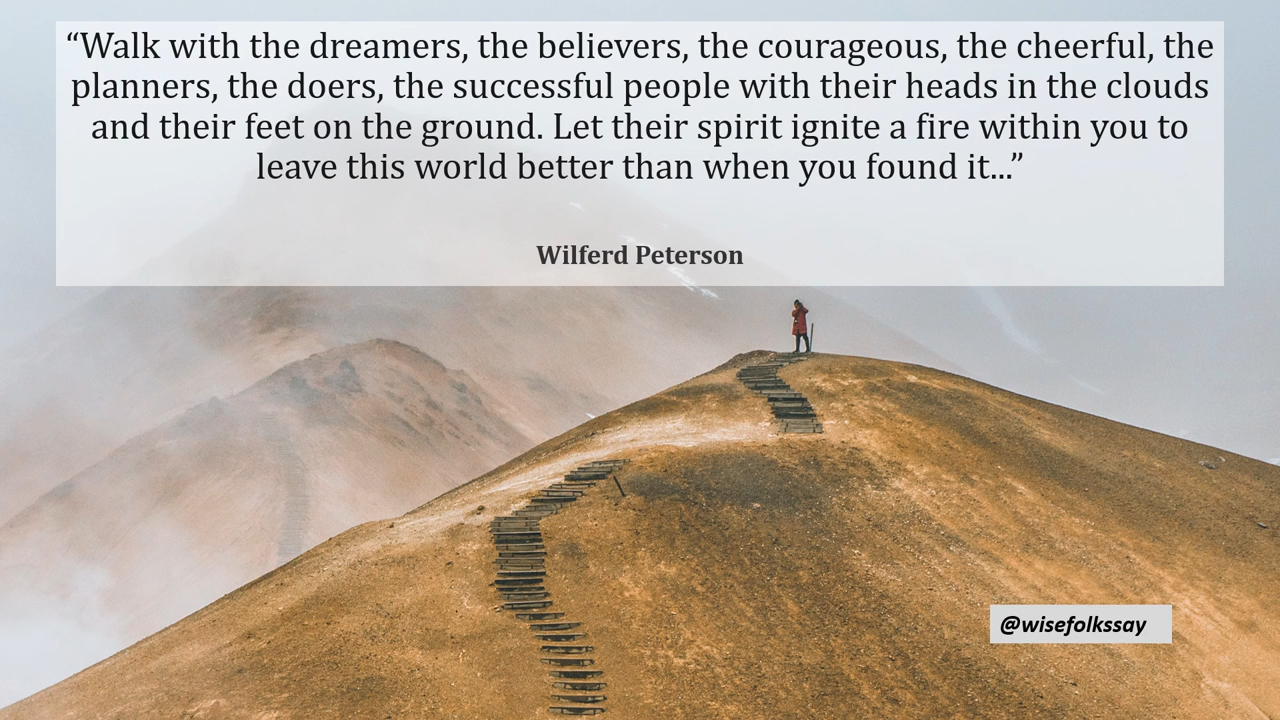 “Walk with the dreamers, the believers, the courageous, the cheerful, the
planners, the doers, the successful people with their heads in the clouds
and their feet on the ground. Let their spirit ignite a fire within you to
leave this world better than when you found it...”
Wilferd Peterson
@wisefolkssay